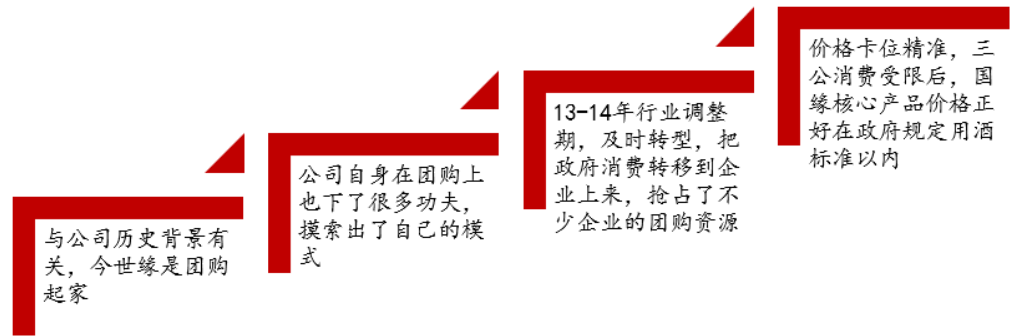 与公司历史背景有
关，今世缘是团购
起家
公司自身在团购上
也下了很多功夫，
摸索出了自己的模
式
13-14年行业调整
期，及时转型，把
政府消费转移到企
业上来，抢占了不
少企业的团购资源
价格卡位精准，三
公消费受限后，国
缘核心产品价格正
好在政府规定用酒
标准以内